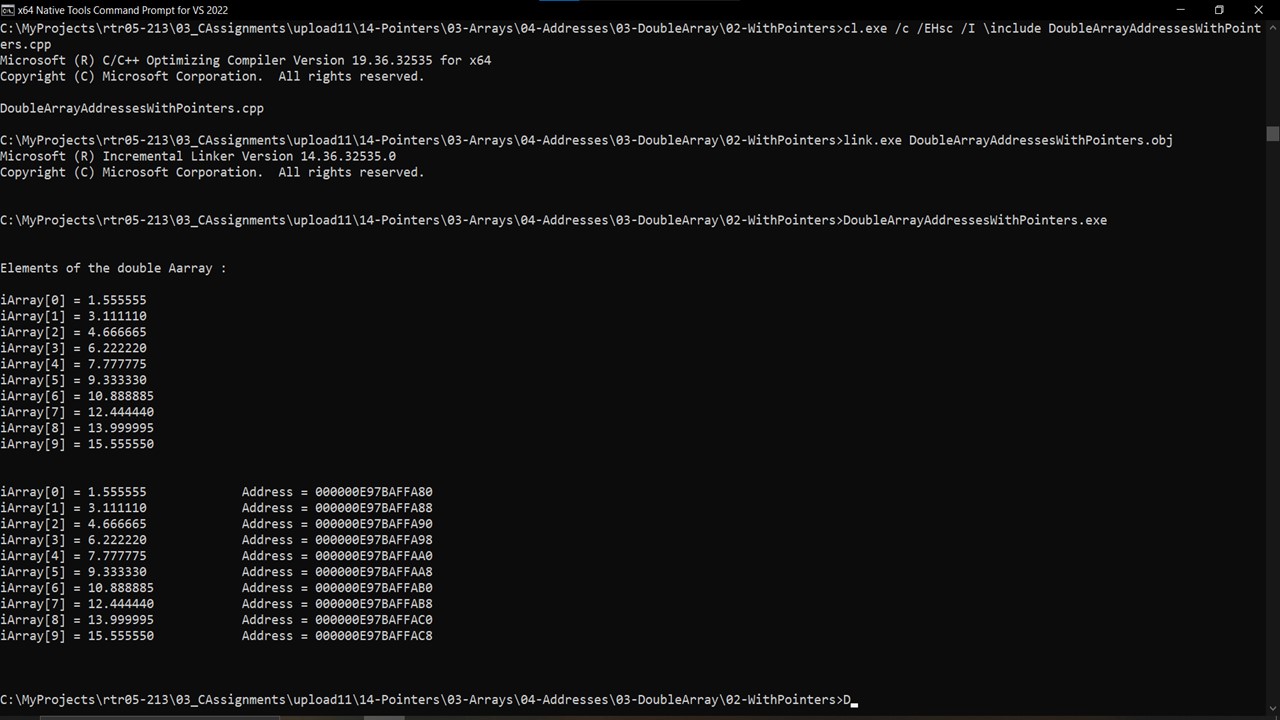 x64 Native Tools Command Prompt for VS 2022
C:\MyProjects\rtr05-213\03_CAssignments\upload11\14-Pointers\03-Arrays\04-Addresses\03-DoubleArray\02-WithPointers>cl.exe /c /EHsc /I \include DoubleArrayAddressesWithPoint
ers.cpp
Microsoft (R) C/C++ Optimizing Compiler Version 19.36.32535 for x64
Copyright (C) Microsoft Corporation.  All rights reserved.
DoubleArrayAddressesWithPointers.cpp
C:\MyProjects\rtr05-213\03_CAssignments\upload11\14-Pointers\03-Arrays\04-Addresses\03-DoubleArray\02-WithPointers>link.exe DoubleArrayAddressesWithPointers.obj
Microsoft (R) Incremental Linker Version 14.36.32535.0
Copyright (C) Microsoft Corporation.  All rights reserved.
C:\MyProjects\rtr05-213\03_CAssignments\upload11\14-Pointers\03-Arrays\04-Addresses\03-DoubleArray\02-WithPointers>DoubleArrayAddressesWithPointers.exe
Elements of the double Aarray :
iArray[0] = 1.555555
iArray[1] = 3.111110
iArray[2] = 4.666665
iArray[3] = 6.222220
iArray[4] = 7.777775
iArray[5] = 9.333330
iArray[6] = 10.888885
iArray[7] = 12.444440
iArray[8] = 13.999995
iArray[9] = 15.555550
iArray[0] = 1.555555 Address = 000000E97BAFFA80
iArray[1] = 3.111110 Address = 000000E97BAFFA88
iArray[2] = 4.666665 Address = 000000E97BAFFA90
iArray[3] = 6.222220 Address = 000000E97BAFFA98
iArray[4] = 7.777775 Address = 000000E97BAFFAA0
iArray[5] = 9.333330 Address = 000000E97BAFFAA8
iArray[6] = 10.888885 Address = 000000E97BAFFAB0
iArray[7] = 12.444440 Address = 000000E97BAFFAB8
iArray[8] = 13.999995 Address = 000000E97BAFFAC0
iArray[9] = 15.555550 Address = 000000E97BAFFAC8
C:\MyProjects\rtr05-213\03_CAssignments\upload11\14-Pointers\03-Arrays\04-Addresses\03-DoubleArray\02-WithPointers>D